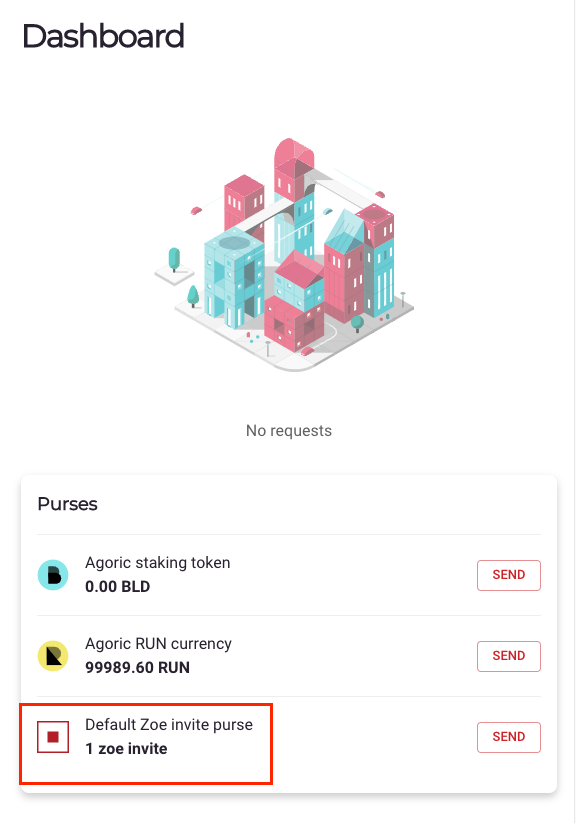 Dashboard
No requests
Purses
Agoric staking token
0.00 BLD
SEND
Agoric RUN currency
99989.60 RUN
SEND
Default Zoe invite purse
1 zoe invite
SEND